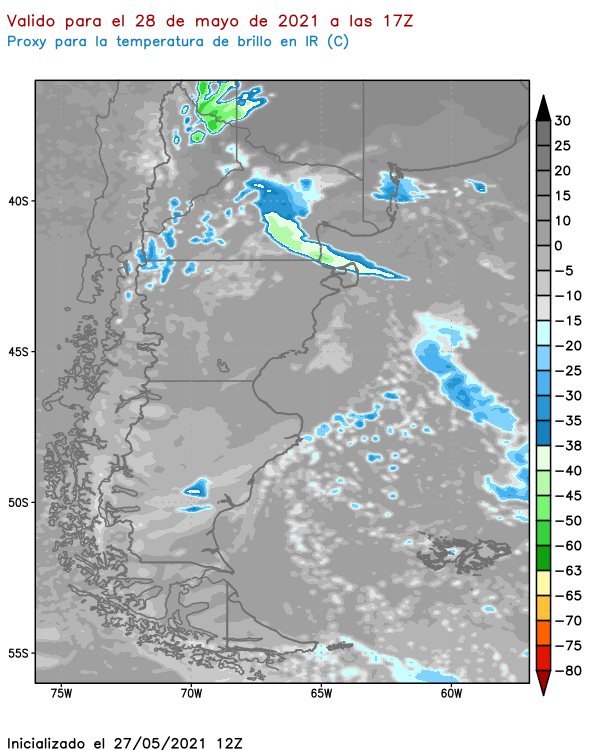 Valido para el 28 de mayo de 2021 a las 17Z
Proxy para la temperatura de brillo en IR (C)
30
25
20
15
10
0
−5
−10
−15
−20
−25
−30
−35
−38
−40
−45
−50
−60
−63
−65
−70
−75
−80
40S
45S
50S
55S
75W
70W
65W
60W
Inicializado el 27/05/2021 12Z